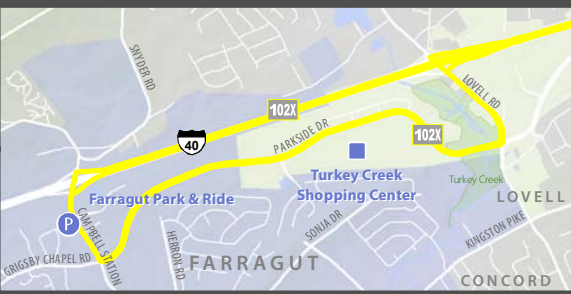 SNYDER RD
LOVELL RD
102X
40
PARKSIDE DR
102X
Turkey Creek
Shopping Center
Turkey Creek
Farragut Park & Ride
LOVELL
P
CAMPBELL STATION
SONJA DR
KINGSTON PIKE
HERRON RD
GRIGSBY CHAPEL RD
FARRAGUT
CONCORD